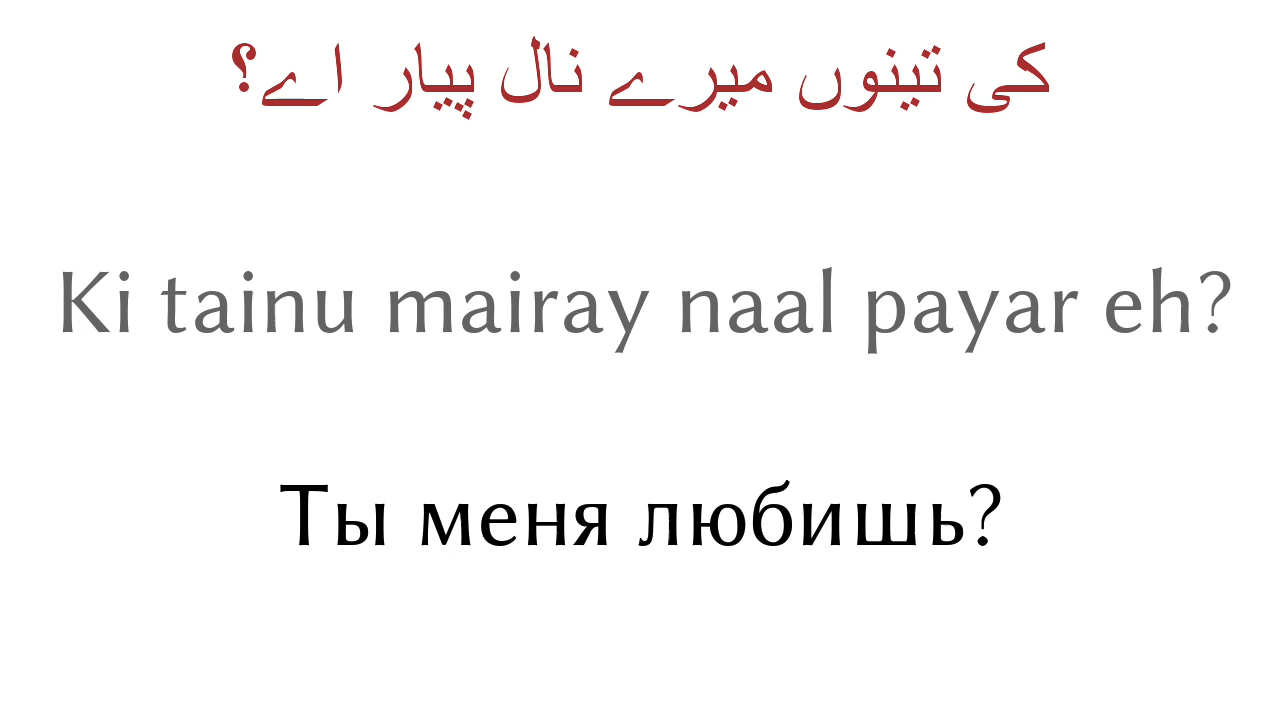 کی تینوں میرے نال پیار اے؟
Ki tainu mairay naal payar eh?
Ты меня любишь?